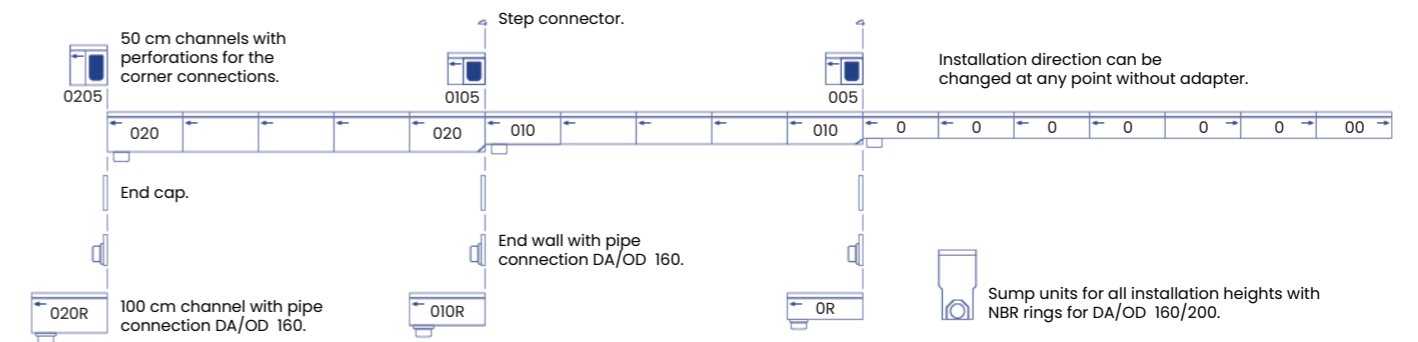 Step connector.
50 cm channels with
perforations for the
corner connections.
Installation direction can be
changed at any point without adapter.
0205
0105
005
020 020 010 010 0 0 0 0 0 0 00
End cap.
End wall with pipe
connection DA/OD 160.
020R
100 cm channel with pipe
connection DA/OD 160.
010R
0R
Sump units for all installation heights with
NBR rings for DA/OD 160/200.